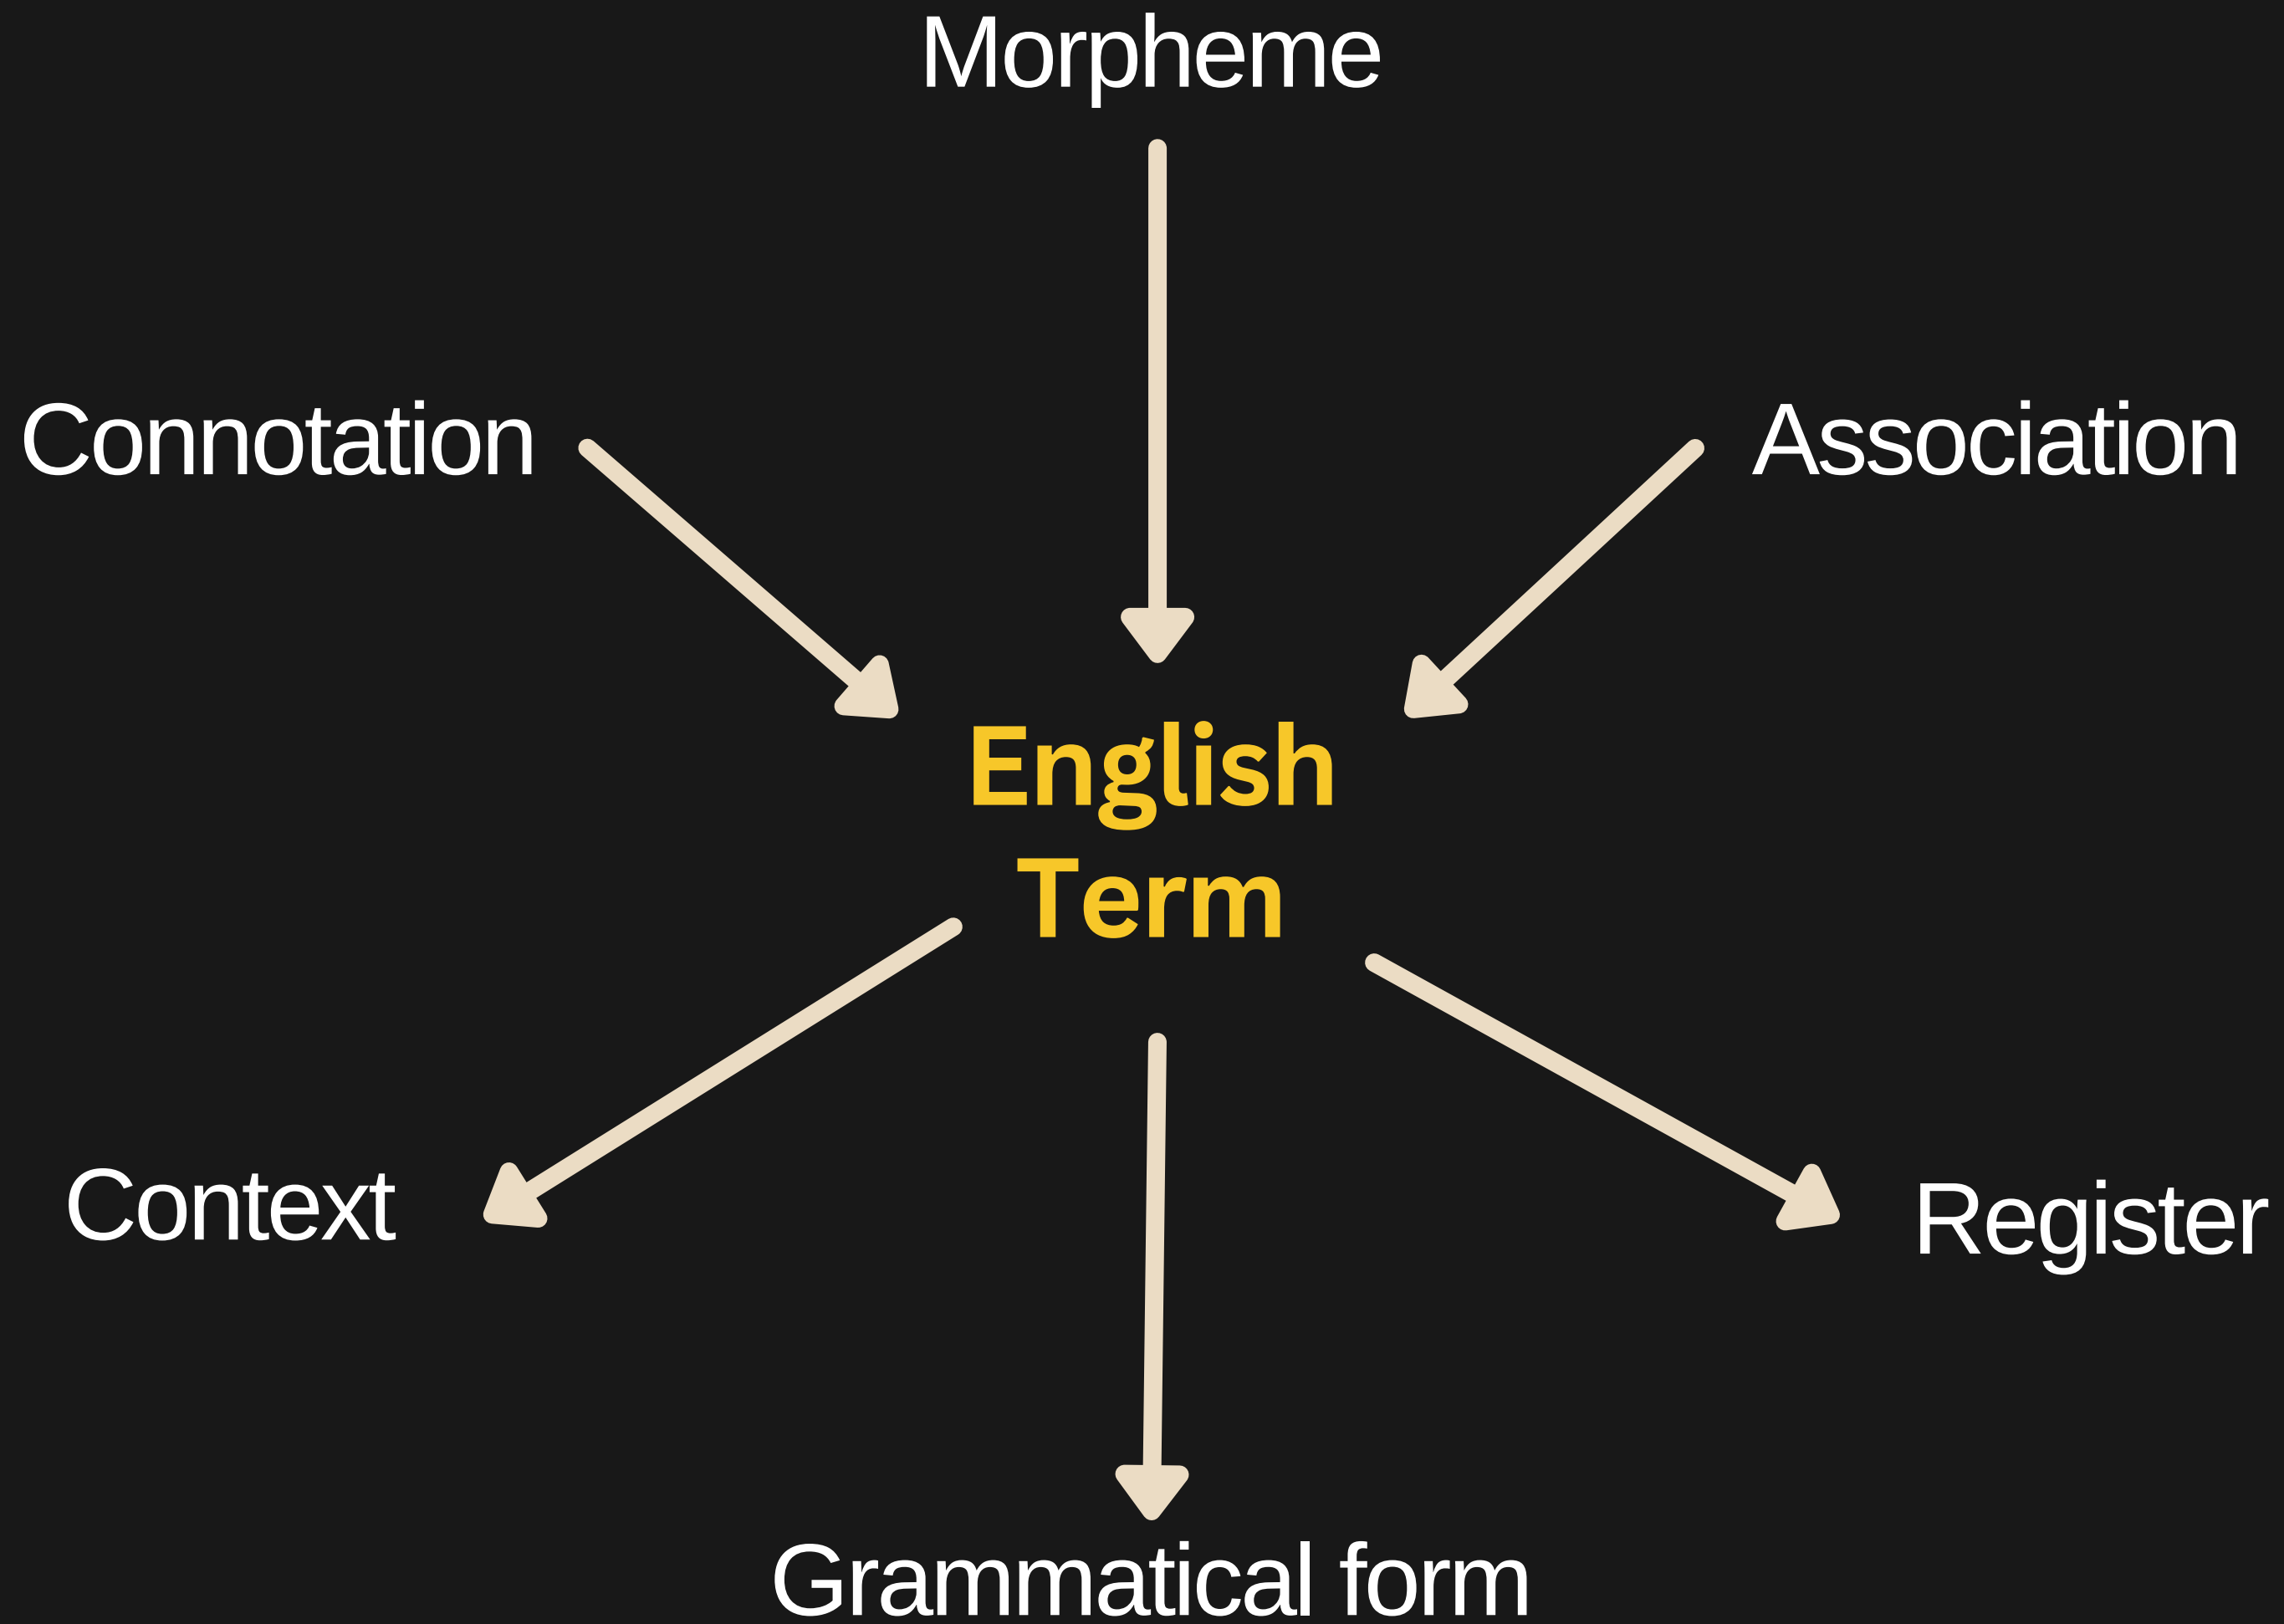 Morpheme
Connotation
Association
English
Term
Context
Register
Grammatical form